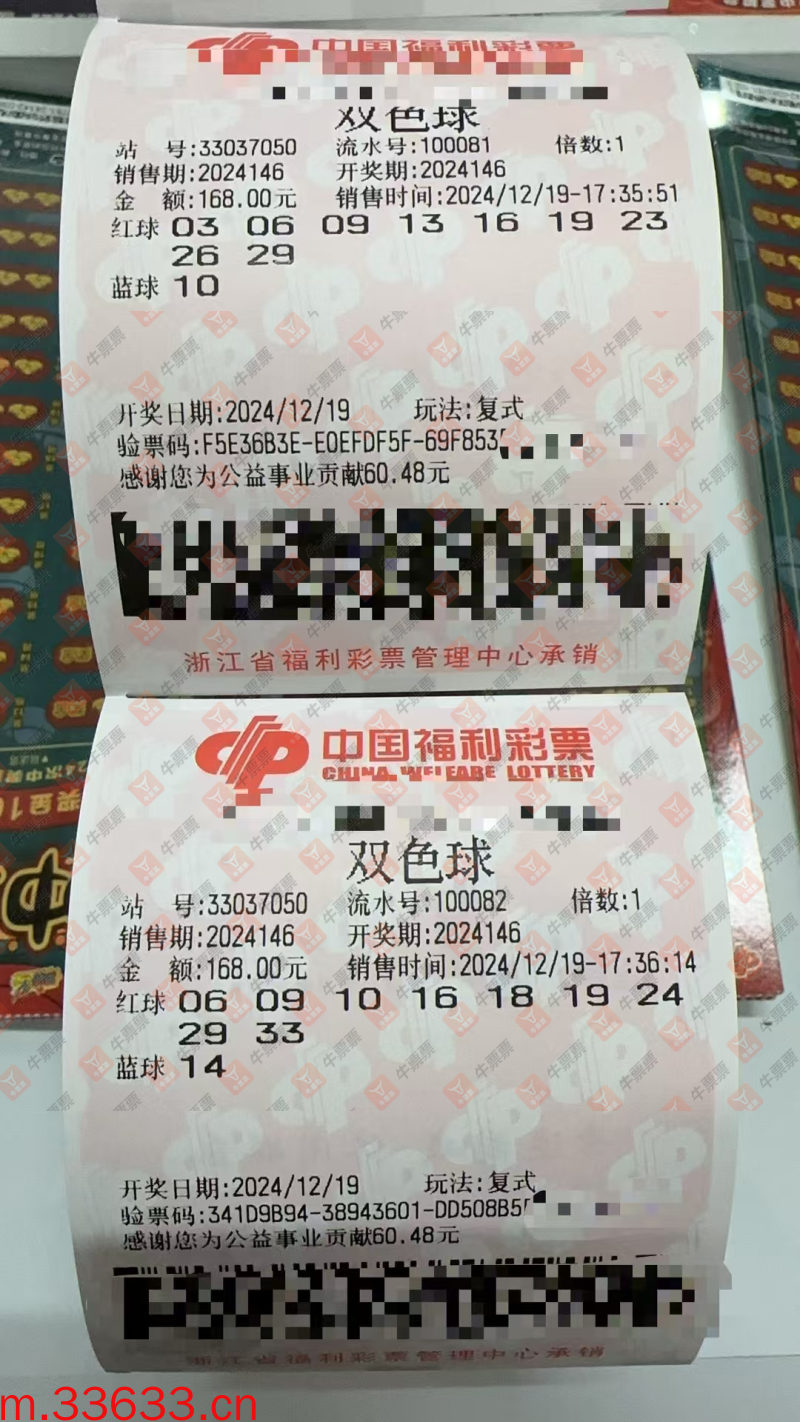 中国福利彩票
双色球
站 号:33037050 流水号:100081 倍数:1
销售期:2024146 开奖期:2024146
金 额:168.00元 销售时间:2024/12/19-17:35:51
红球 03 06 09 13 16 19 23
26 29
蓝球 10
开奖日期:2024/12/19 玩法:复式
验票码:F5E36B3E-E0EFDF5F-69F853
感谢您为公益事业贡献60.48元
浙江省福利彩票管理中心承销
中国福利彩票
CHINA WELFARE LOTTERY
双色球
站 号:33037050 流水号:100082 倍数:1
销售期:2024146 开奖期:2024146
金 额:168.00元 销售时间:2024/12/19-17:36:14
红球 06 09 10 16 18 19 24
29 33
蓝球 14
开奖日期:2024/12/19 玩法:复式
验票码:341D9B94-38943601-DD508B5
感谢您为公益事业贡献60.48元
浙江省福利彩票管理中心承销
牛票票
m.33633.cn